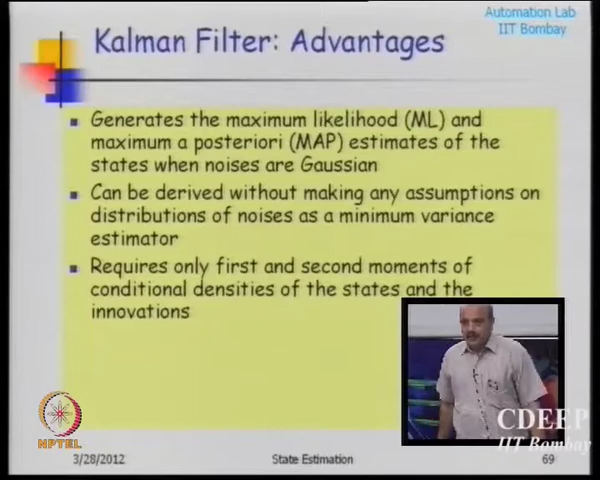 Automation Lab
IIT Bombay
Kalman Filter: Advantages
Generates the maximum likelihood (ML) and
maximum a posteriori (MAP) estimates of the
states when noises are Gaussian
Can be derived without making any assumptions on
distributions of noises as a minimum variance
estimator
Requires only first and second moments of
conditional densities of the states and the
innovations
NPTEL
CDEEP
IIT Bombay
3/28/2012
State Estimation
69